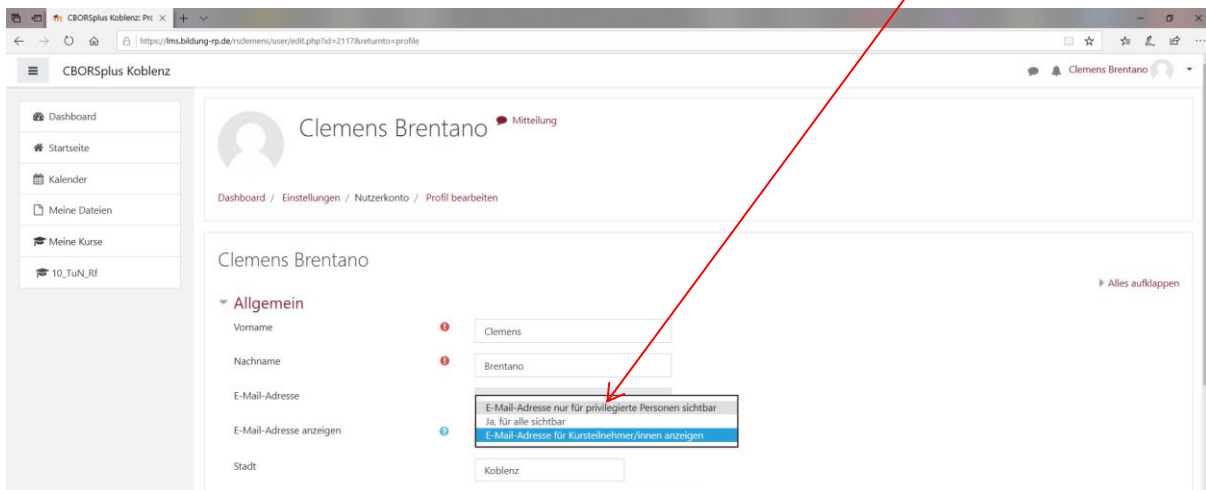 CBORSplus Koblenz: Prc
https://lms.bildung-rp.de/rsclemens/user/edit.php?id=2117&returnto=profile
CBORSplus Koblenz
Clemens Brentano
Dashboard
Startseite
Kalender
Meine Dateien
Meine Kurse
10_TuN_Rf
Clemens Brentano
Mitteilung
Dashboard / Einstellungen / Nutzerkonto / Profil bearbeiten
Clemens Brentano
Alles aufklappen
Allgemein
Vorname
Clemens
Nachname
Brentano
E-Mail-Adresse
E-Mail-Adresse nur für privilegierte Personen sichtbar
Ja, für alle sichtbar
E-Mail-Adresse anzeigen
E-Mail-Adresse für Kursteilnehmer/innen anzeigen
Stadt
Koblenz